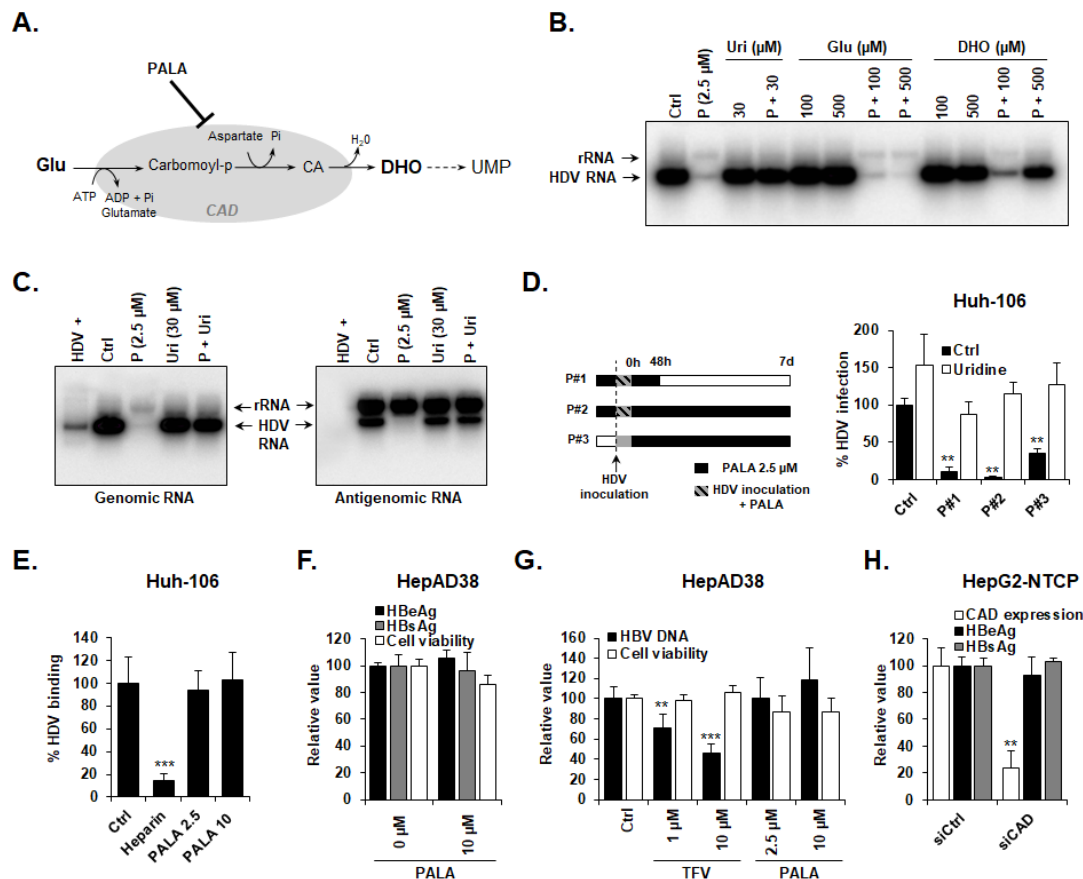 A.
PALA
Aspartate Pi
H₂0
Glu
Carbomoyl-p
CA
DHO
UMP
ATP
ADP + Pi
Glutamate
CAD
B.
Uri (µM)
Glu (µM)
DHO (µM)
Ctrl
P (2.5 µM)
30
P + 30
100
500
P + 100
P + 500
100
500
P + 100
P + 500
rRNA
HDV RNA
C.
HDV +
Ctrl
P (2.5 µM)
Uri (30 µM)
P + Uri
HDV +
Ctrl
P (2.5 µM)
Uri (30 µM)
P + Uri
rRNA
HDV
RNA
Genomic RNA
Antigenomic RNA
D.
0h
48h
7d
P#1
P#2
P#3
HDV
inoculation
PALA 2.5 µM
HDV inoculation
+ PALA
Huh-106
% HDV infection
200
150
100
50
0
Ctrl
Uridine
**
**
**
Ctrl
P#1
P#2
P#3
E.
Huh-106
% HDV binding
140
120
100
80
60
40
20
0
***
Ctrl
Heparin
PALA 2.5
PALA 10
F.
HepAD38
HBeAg
HBsAg
Cell viability
Relative value
120
100
80
60
40
20
0
0 µM
10 µM
PALA
G.
HepAD38
HBV DNA
Cell viability
Relative value
160
140
120
100
80
60
40
20
0
**
***
Ctrl
1 µM
10 µM
2.5 µM
10 µM
TFV
PALA
H.
HepG2-NTCP
CAD expression
HBeAg
HBsAg
Relative value
120
100
80
60
40
20
0
**
siCtrl
siCAD